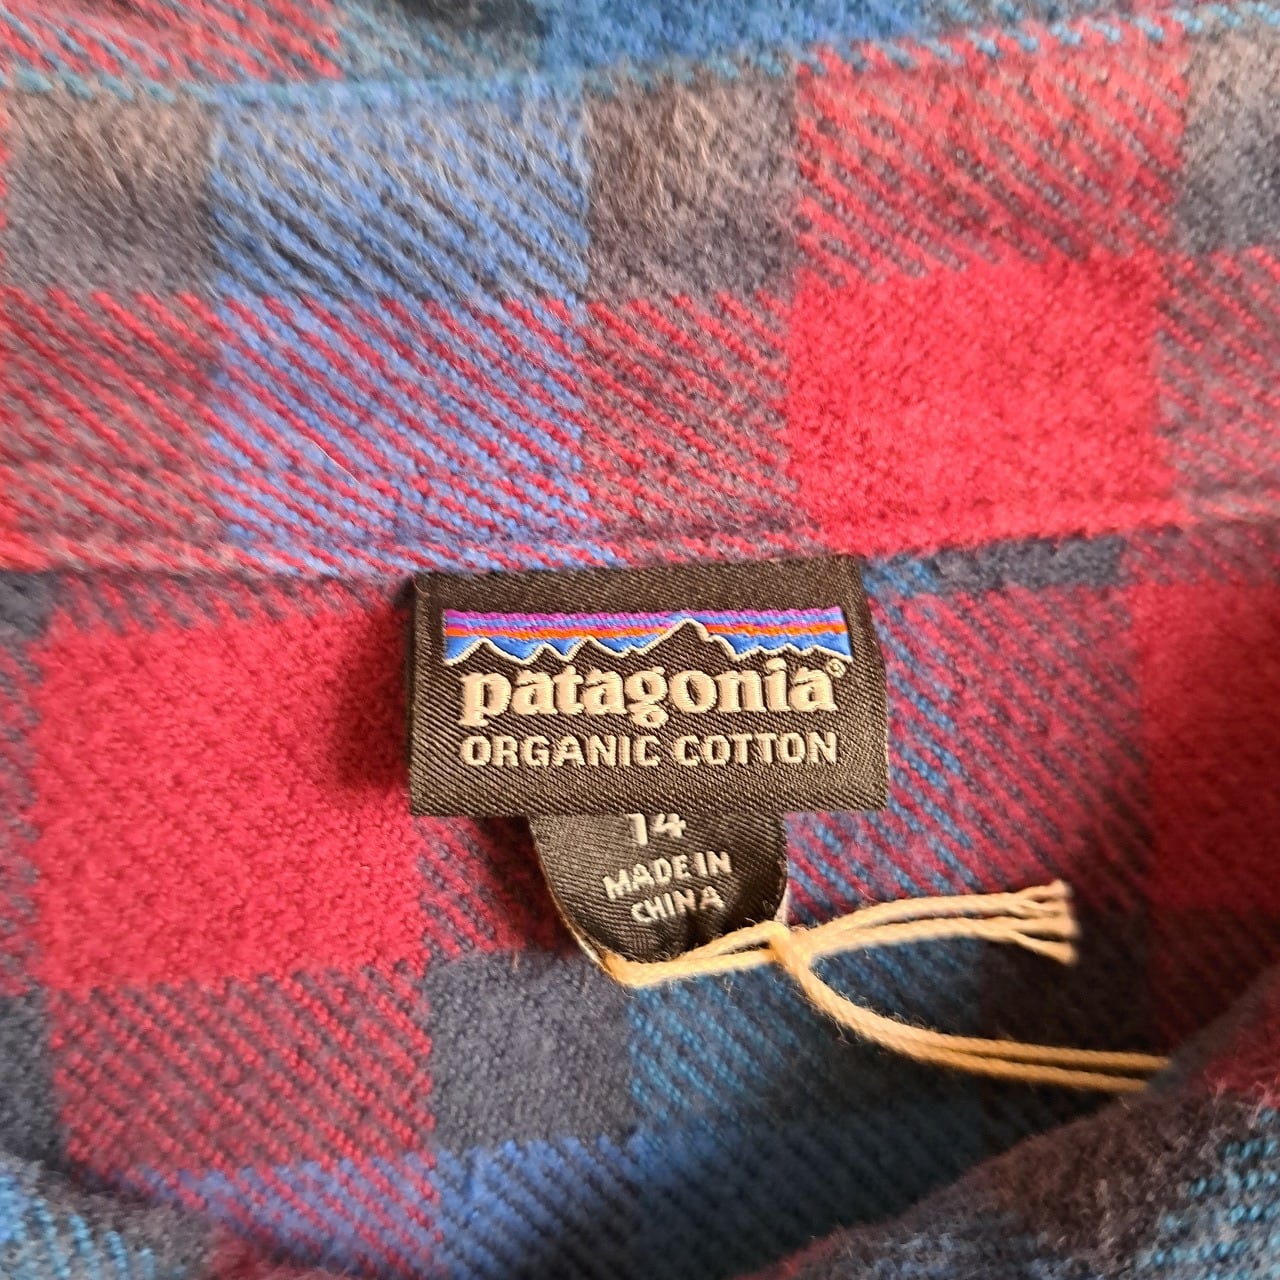 patagonia®
ORGANIC COTTON
14
MADE IN
CHINA